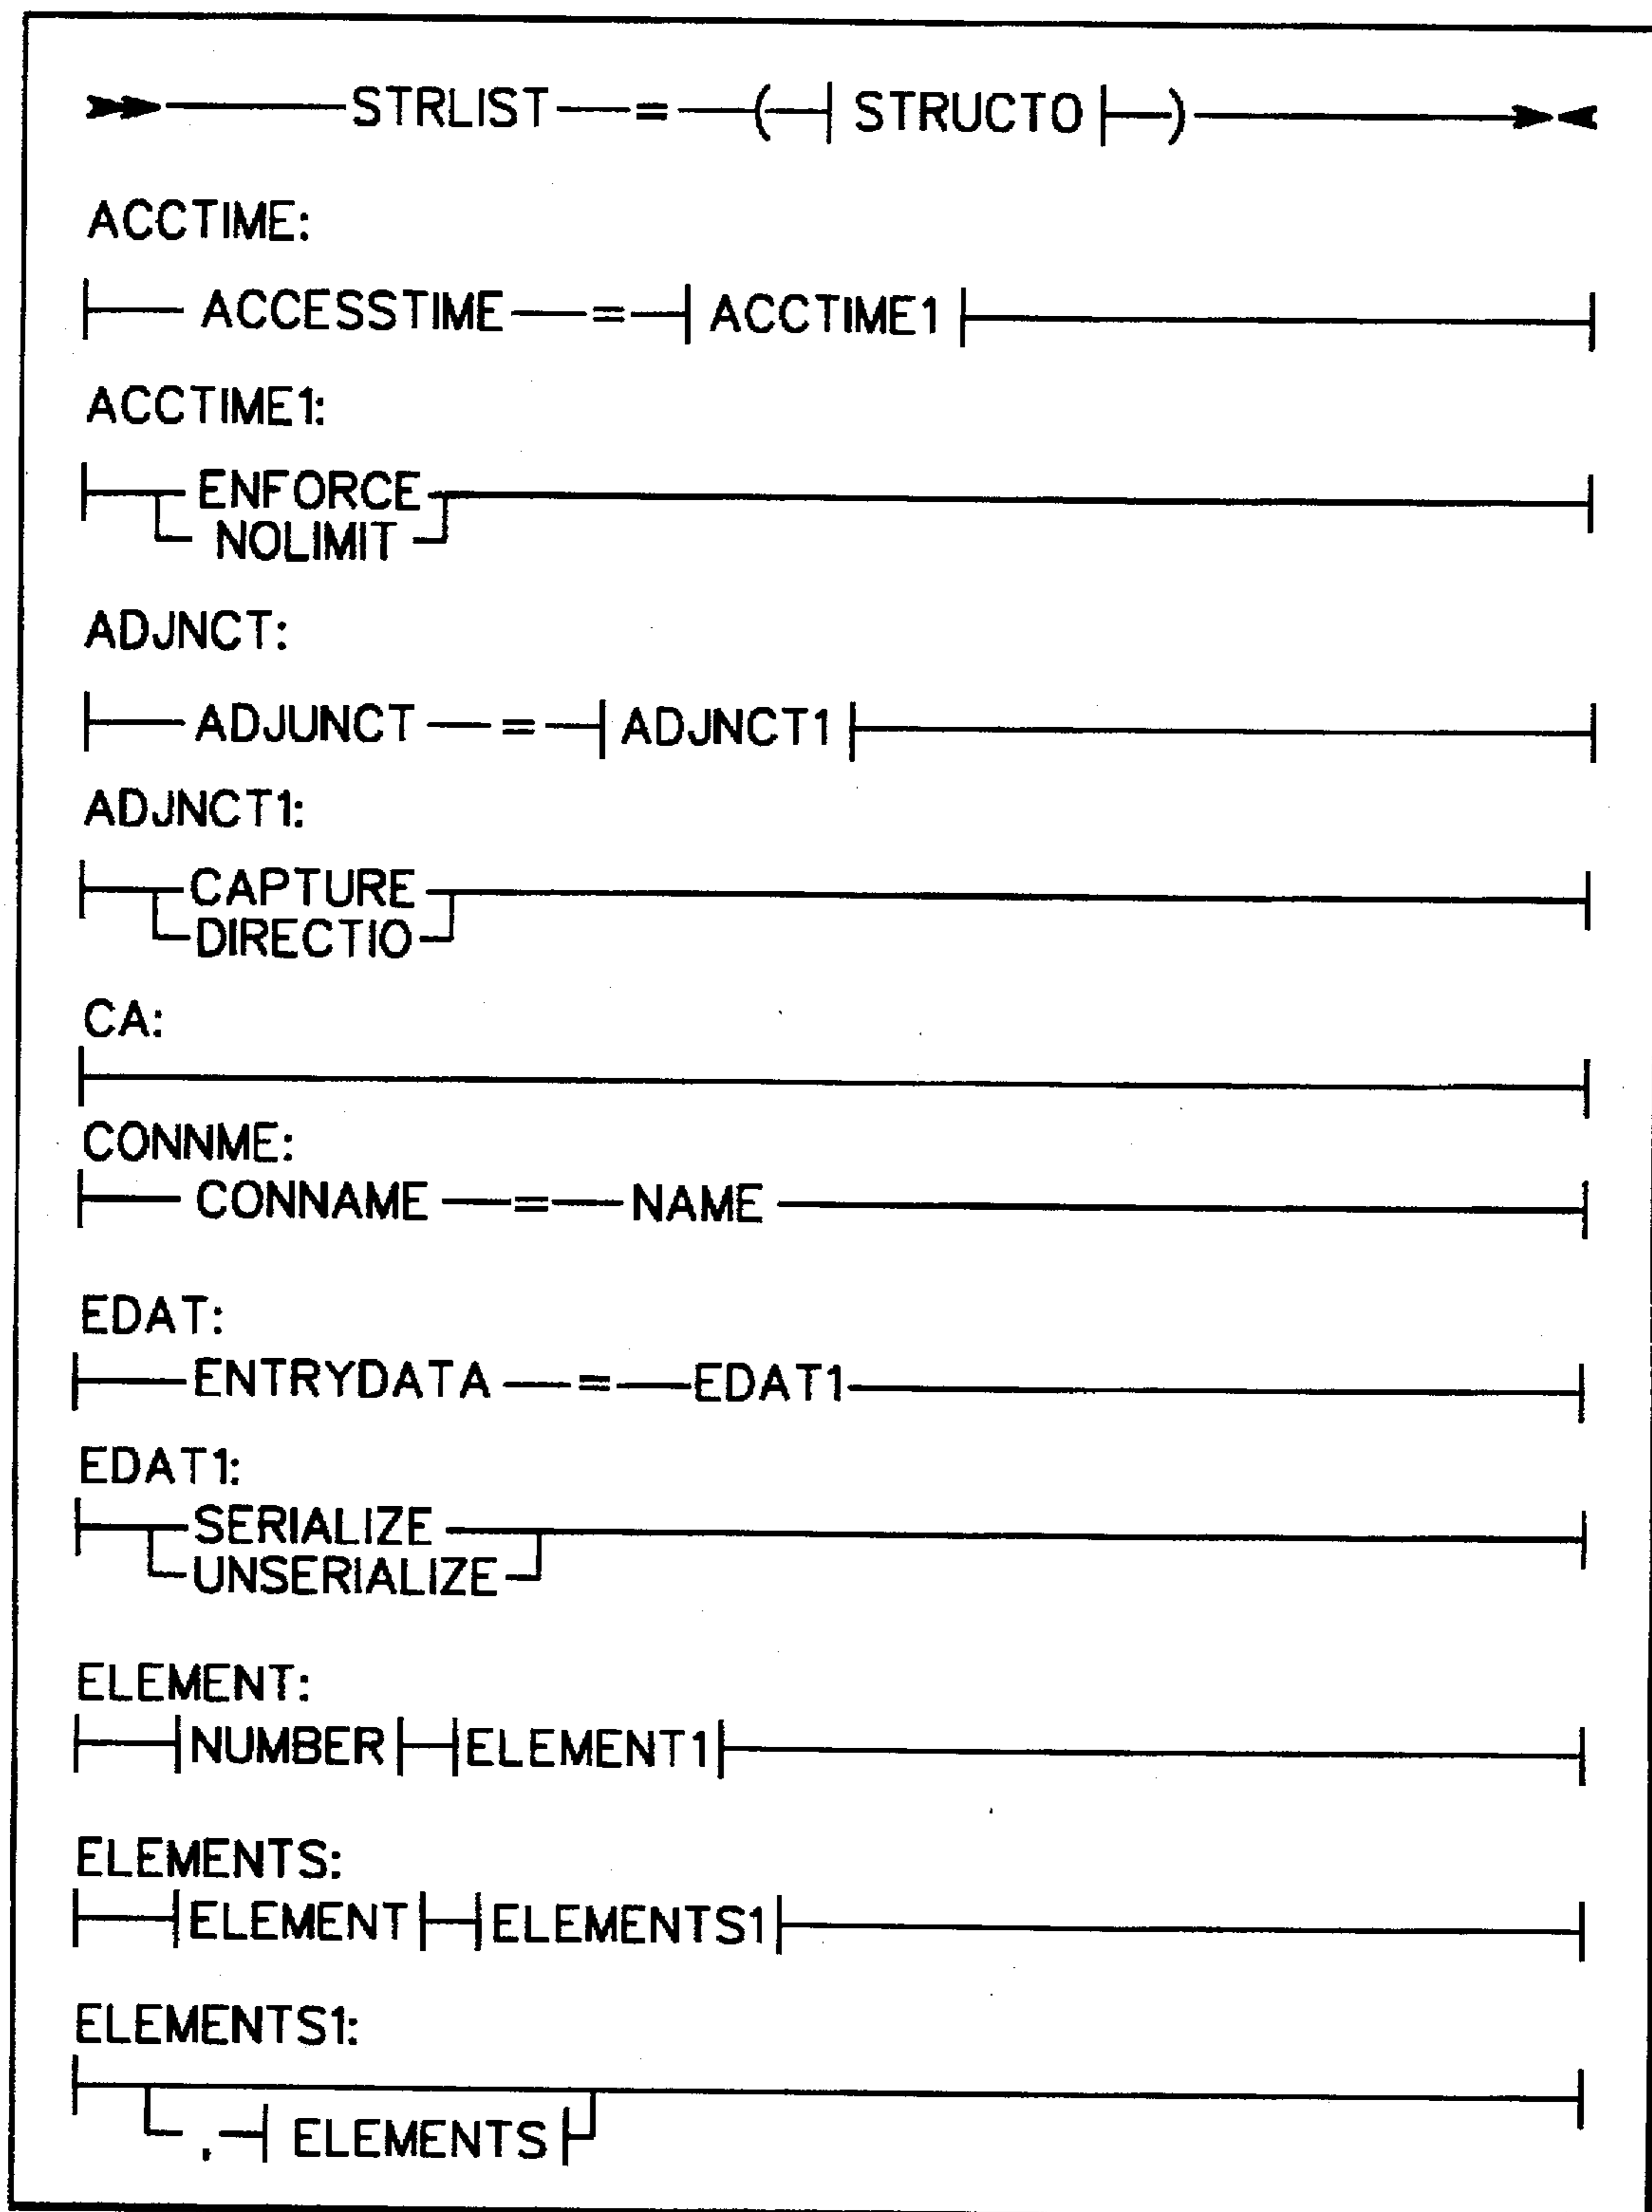 STRLIST = ( STRUCTO )
ACCTIME:
ACCESSTIME = ACCTIME1
ACCTIME1:
ENFORCE
NOLIMIT
ADJNCT:
ADJUNCT = ADJNCT1
ADJNCT1:
CAPTURE
DIRECTIO
CA:
CONNME:
CONNAME = NAME
EDAT:
ENTRYDATA = EDAT1
EDAT1:
SERIALIZE
UNSERIALIZE
ELEMENT:
NUMBER ELEMENT1
ELEMENTS:
ELEMENT ELEMENTS1
ELEMENTS1:
, ELEMENTS